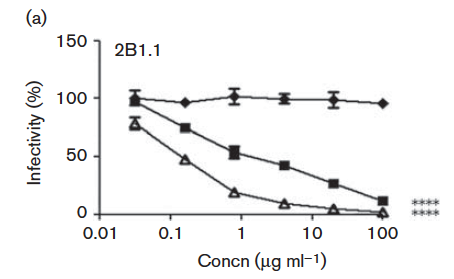 (a)
2B1.1
150
100
50
0
Infectivity (%)
0.01 0.1 1 10 100
Concn (μg ml⁻¹)
****
****